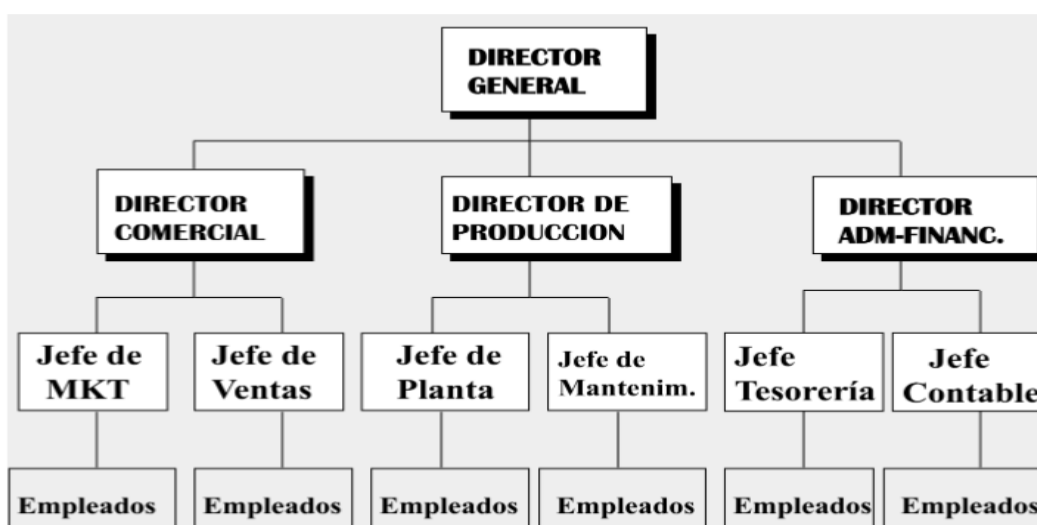 DIRECTOR
GENERAL
DIRECTOR
COMERCIAL
DIRECTOR DE
PRODUCCION
DIRECTOR
ADM-FINANC.
Jefe de
MKT
Jefe de
Ventas
Jefe de
Planta
Jefe de
Mantenim.
Jefe
Tesorería
Jefe
Contable
Empleados
Empleados
Empleados
Empleados
Empleados
Empleados